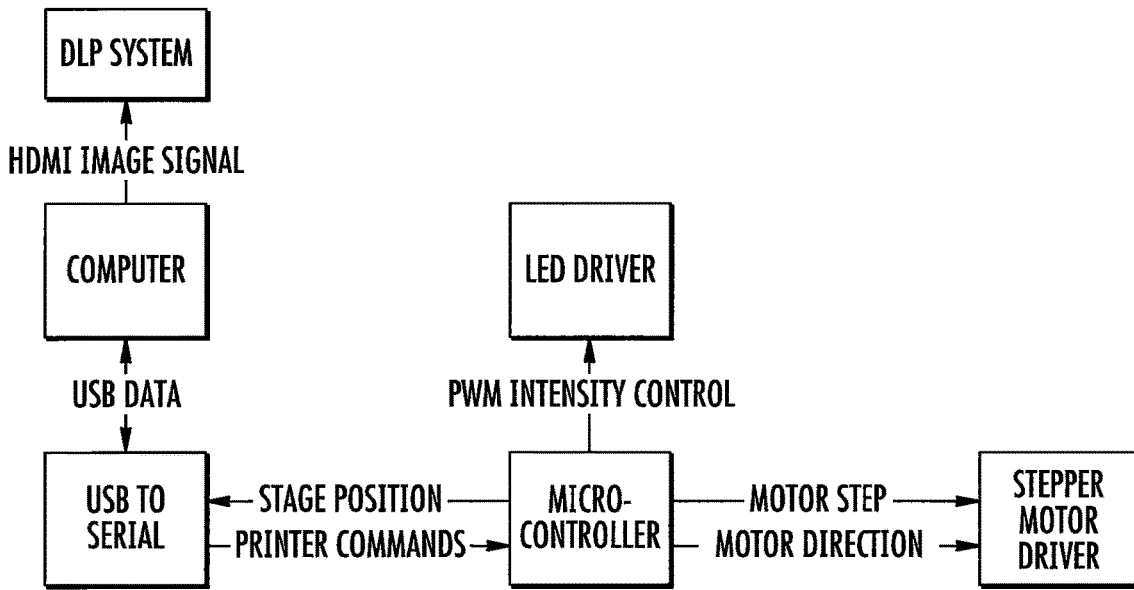 DLP SYSTEM
HDMI IMAGE SIGNAL
COMPUTER
LED DRIVER
USB DATA
PWM INTENSITY CONTROL
USB TO
SERIAL
STAGE POSITION
PRINTER COMMANDS
MICRO-
CONTROLLER
MOTOR STEP
MOTOR DIRECTION
STEPPER
MOTOR
DRIVER